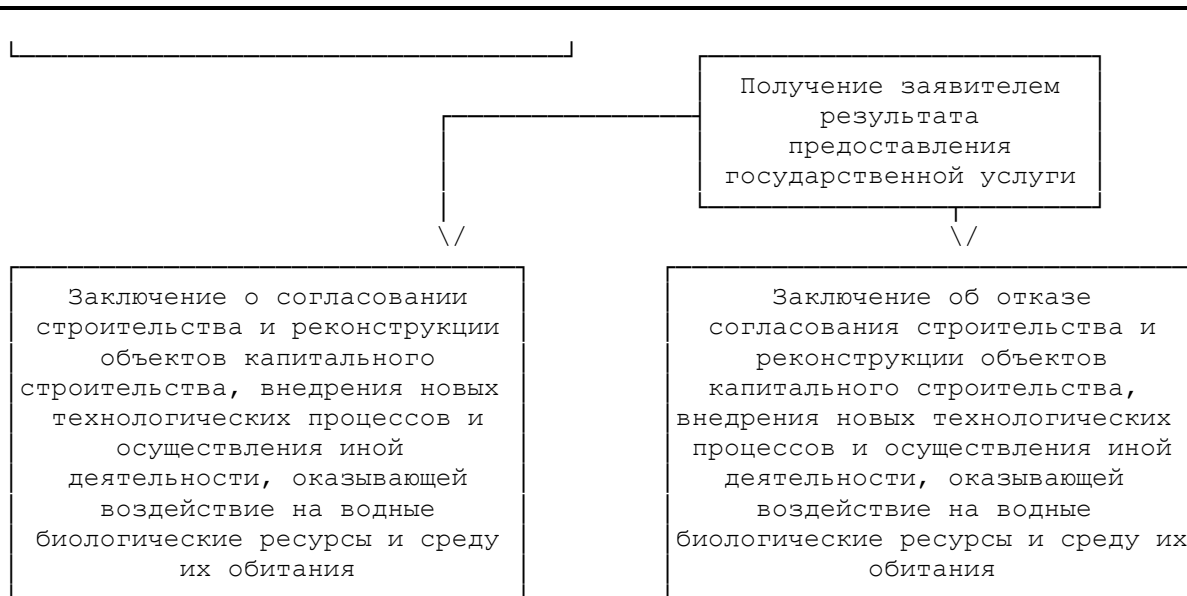 Получение заявителем
результата
предоставления
государственной услуги
\/
\/
Заключение о согласовании
строительства и реконструкции
объектов капитального
строительства, внедрения новых
технологических процессов и
осуществления иной
деятельности, оказывающей
воздействие на водные
биологические ресурсы и среду
их обитания
Заключение об отказе
согласования строительства и
реконструкции объектов
капитального строительства,
внедрения новых технологических
процессов и осуществления иной
деятельности, оказывающей
воздействие на водные
биологические ресурсы и среду их
обитания